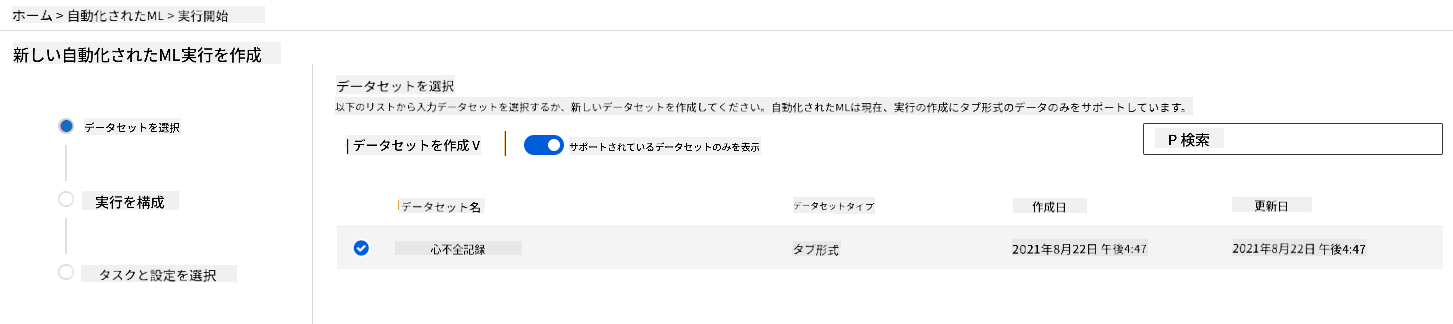 ホーム > 自動化されたML > 実行開始
新しい自動化されたML実行を作成
データセットを選択
実行を構成
タスクと設定を選択
データセットを選択
以下のリストから入力データセットを選択するか、新しいデータセットを作成してください。自動化されたMLは現在、実行の作成にタブ形式のデータのみをサポートしています。
| データセットを作成 V
サポートされているデータセットのみを表示
P 検索
データセット名 データセットタイプ 作成日 更新日
心不全記録 タブ形式 2021年8月22日 午後4:47 2021年8月22日 午後4:47